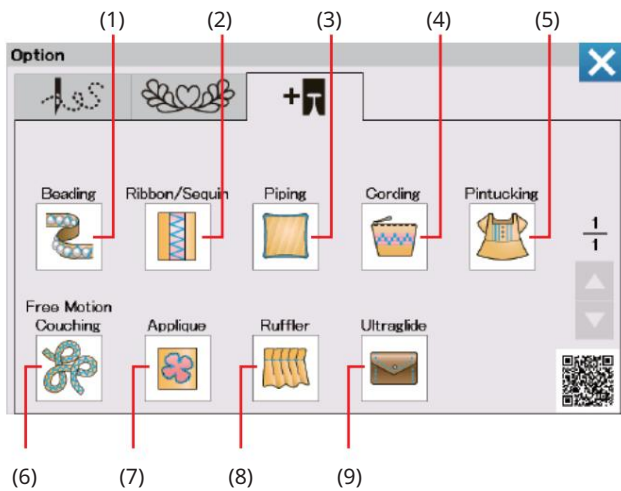 (1) (2) (3) (4) (5)
Option
Beading Ribbon/Sequin Piping Cording Pintucking
1
1
Free Motion
Couching Applique Ruffler Ultraglide
(6) (7) (8) (9)